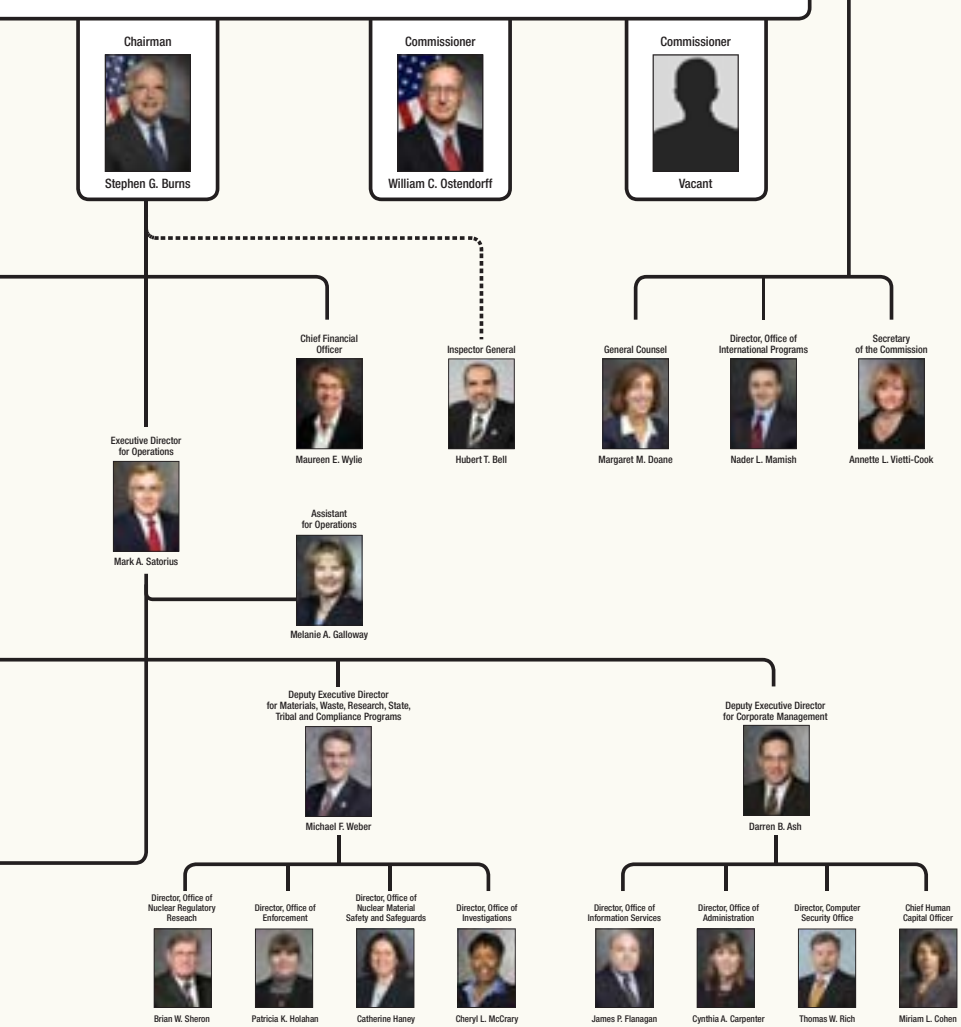 Chairman
Stephen G. Burns
Commissioner
William C. Ostendorff
Commissioner
Vacant
Chief Financial
Officer
Maureen E. Wylie
Inspector General
Hubert T. Bell
General Counsel
Margaret M. Doane
Director, Office of
International Programs
Nader L. Mamish
Secretary
of the Commission
Annette L. Vietti-Cook
Executive Director
for Operations
Mark A. Satorius
Assistant
for Operations
Melanie A. Galloway
Deputy Executive Director
for Materials, Waste, Research, State,
Tribal and Compliance Programs
Michael F. Weber
Deputy Executive Director
for Corporate Management
Darren B. Ash
Director, Office of
Nuclear Regulatory
Reseach
Brian W. Sheron
Director, Office of
Enforcement
Patricia K. Holahan
Director, Office of
Nuclear Material
Safety and Safeguards
Catherine Haney
Director, Office of
Investigations
Cheryl L. McCrary
Director, Office of
Information Services
James P. Flanagan
Director, Office of
Administration
Cynthia A. Carpenter
Director, Computer
Security Office
Thomas W. Rich
Chief Human
Capital Officer
Miriam L. Cohen